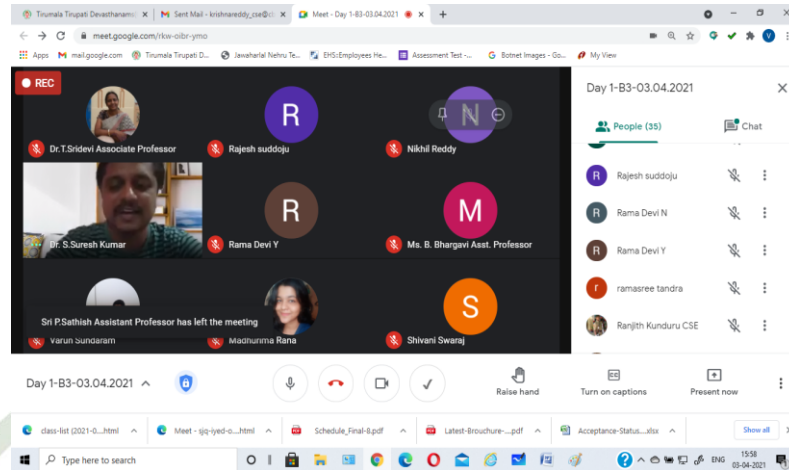 Tirumala Tirupati Devasthanams
Sent Mail - krishnareddy_cse@c
Meet - Day 1-B3-03.04.2021
meet.google.com/rkw-oibr-ymo
V
Apps
mail.google.com
Tirumala Tirupati D...
Jawaharlal Nehru Te...
EHS:Employees He...
Assessment Test -...
Botnet Images - Go...
My View
REC
Dr.T.Sridevi Associate Professor
R
Rajesh suddoju
N
Nikhil Reddy
Dr. S.Suresh Kumar
R
Rama Devi Y
M
Ms. B. Bhargavi Asst. Professor
Sri P.Sathish Assistant Professor has left the meeting
Varun Sundaram
Madhurima Rana
S
Shivani Swaraj
Day 1-B3-03.04.2021
People (35)
Chat
R
Rajesh suddoju
R
Rama Devi N
R
Rama Devi Y
r
ramasree tandra
Ranjith Kunduru CSE
Day 1-B3-03.04.2021
Raise hand
Turn on captions
Present now
class-list (2021-0....html
Meet - sjq-iyed-o....html
Schedule_Final-8.pdf
Latest-Brouchure-....pdf
Acceptance-Status....xlsx
Show all
Type here to search
ENG
15:58
03-04-2021